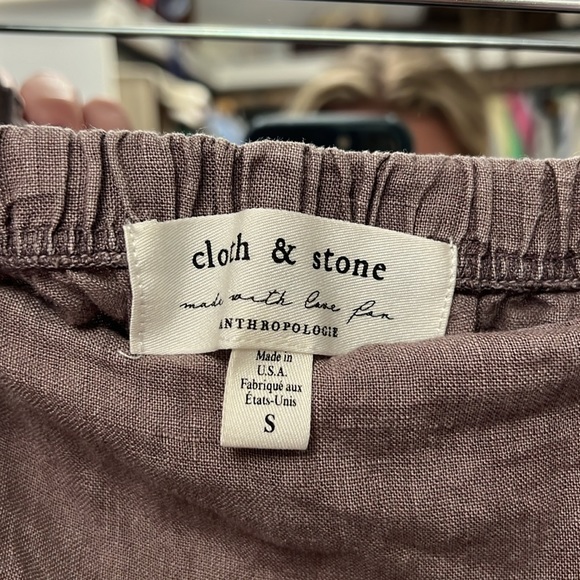 cloth & stone
made with love for
ANTHROPOLOGIE
Made in
U.S.A.
Fabriqué aux
États-Unis
S